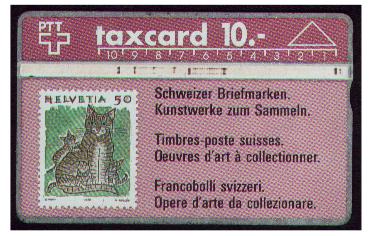 PTT
taxcard 10.-
10 9 8 7 6 5 4 3 2 1
HELVETIA 50
Schweizer Briefmarken.
Kunstwerke zum Sammeln.
Timbres-poste suisses.
Oeuvres d'art à collectionner.
Francobolli svizzeri.
Opere d'arte da collezionare.